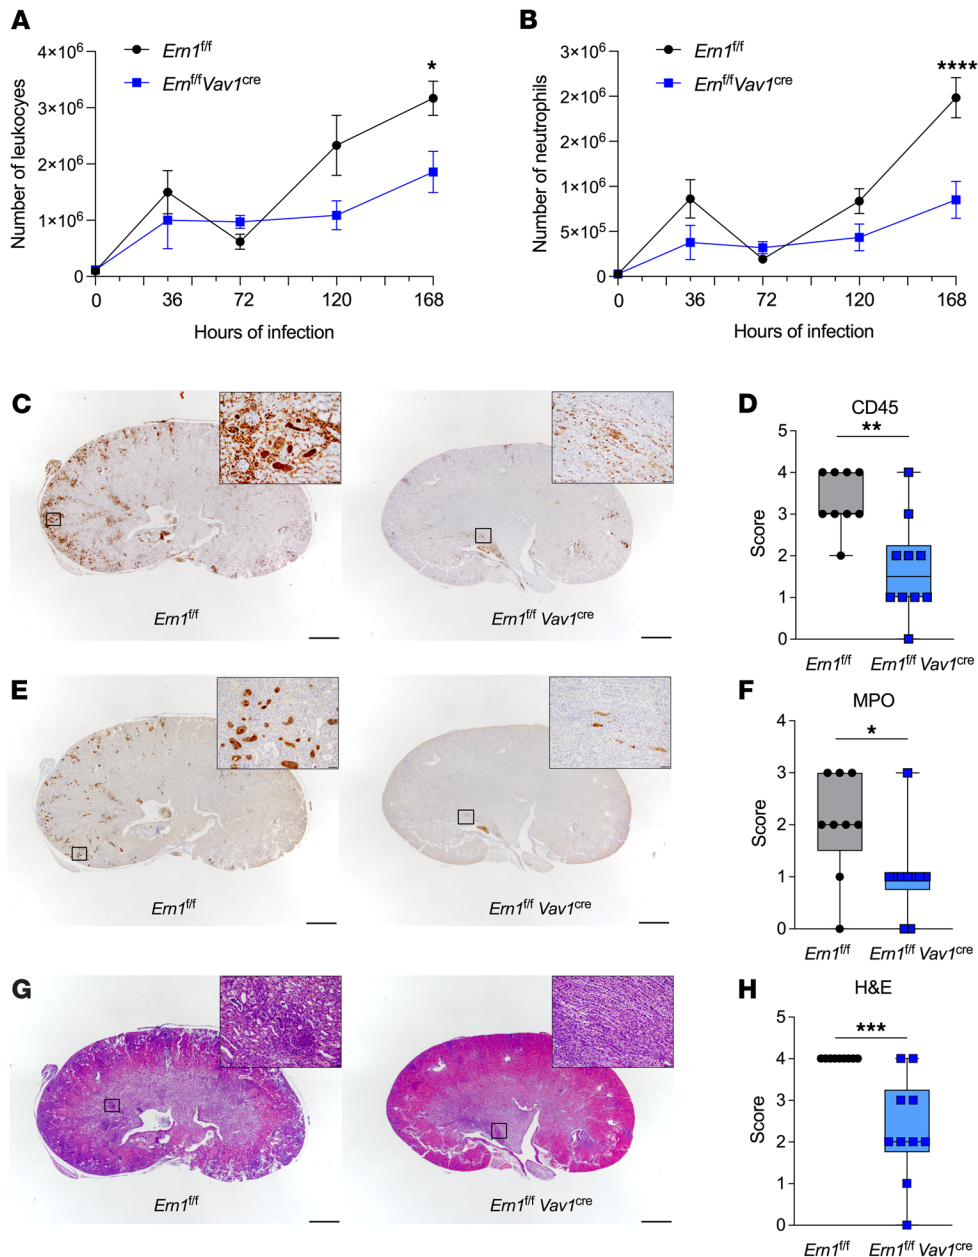 A
Ern1f/f
Ernf/fVav1cre
Number of leukocyes
4×10⁶
3×10⁶
2×10⁶
1×10⁶
0
*
0 36 72 120 168
Hours of infection
B
Ern1f/f
Ernf/fVav1cre
Number of neutrophils
3×10⁶
2×10⁶
2×10⁶
1×10⁶
5×10⁵
0
****
0 36 72 120 168
Hours of infection
C
Ern1f/f
Ern1f/f Vav1cre
D
CD45
**
Score
5
4
3
2
1
0
Ern1f/f Ern1f/f Vav1cre
E
Ern1f/f
Ern1f/f Vav1cre
F
MPO
*
Score
4
3
2
1
0
Ern1f/f Ern1f/f Vav1cre
G
Ern1f/f
Ern1f/f Vav1cre
H
H&E
***
Score
5
4
3
2
1
0
Ern1f/f Ern1f/f Vav1cre